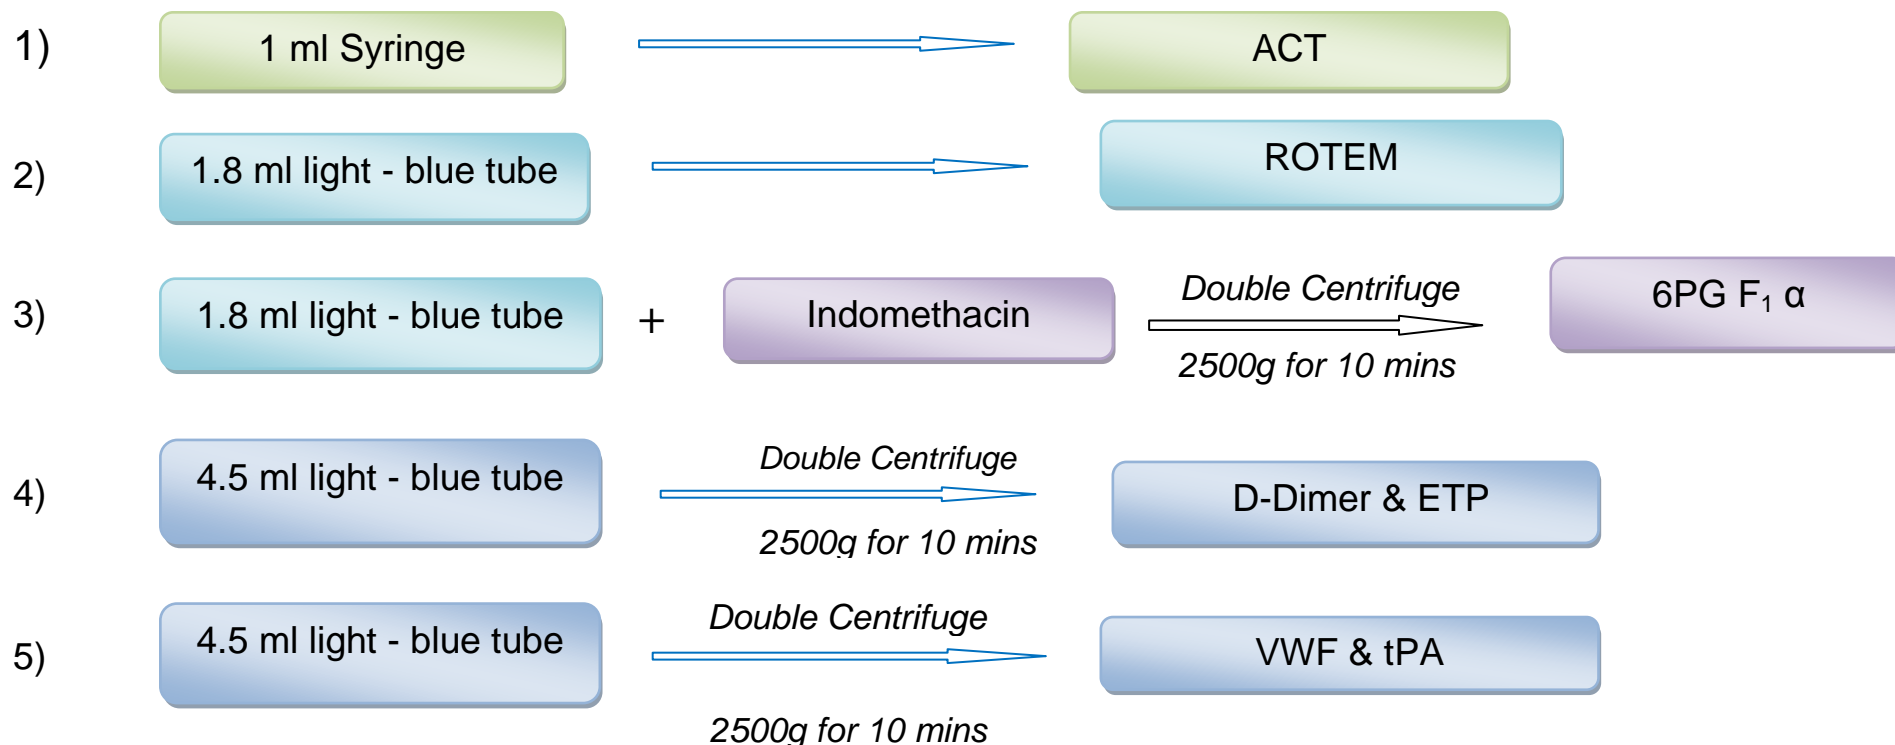 1) 1 ml Syringe ACT
2) 1.8 ml light - blue tube ROTEM
3) 1.8 ml light - blue tube + Indomethacin Double Centrifuge 6PG F₁ α
2500g for 10 mins
4) 4.5 ml light - blue tube Double Centrifuge D-Dimer & ETP
2500g for 10 mins
5) 4.5 ml light - blue tube Double Centrifuge VWF & tPA
2500g for 10 mins